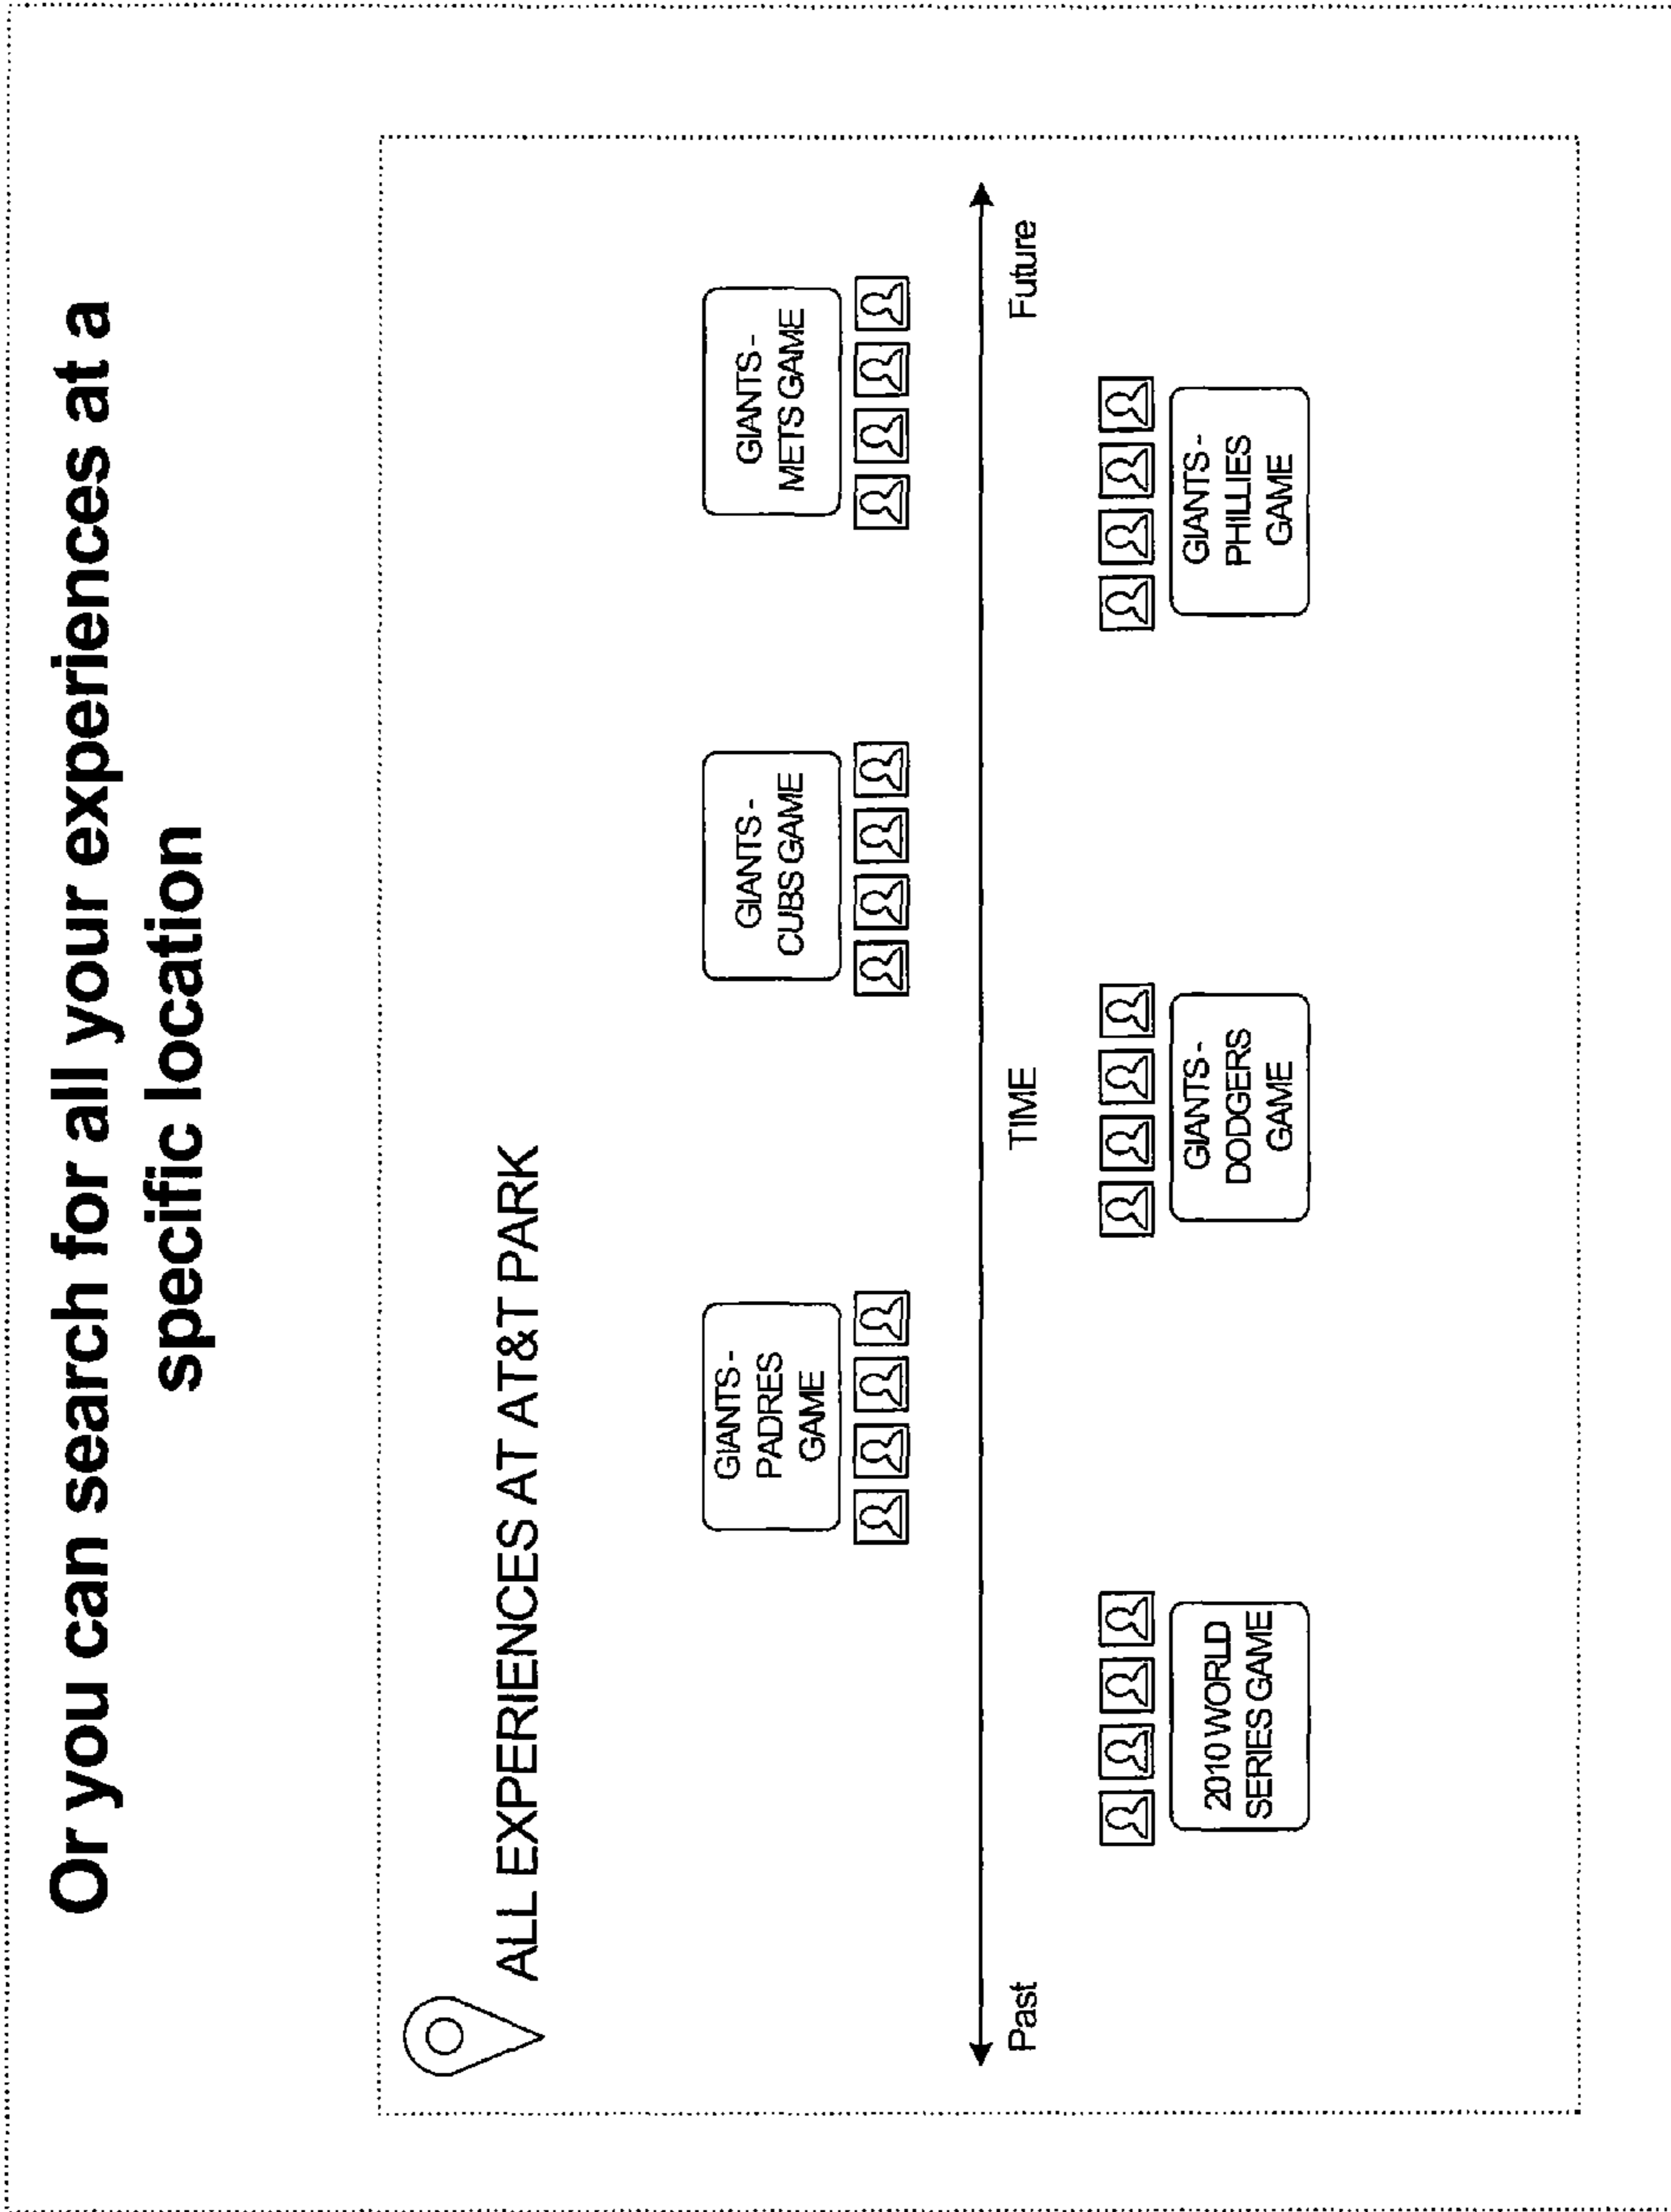 Or you can search for all your experiences at a
specific location
ALL EXPERIENCES AT AT&T PARK
GIANTS -
PADRES
GAME
GIANTS -
CUBS GAME
GIANTS -
METS GAME
Past
TIME
Future
2010 WORLD
SERIES GAME
GIANTS -
DODGERS
GAME
GIANTS -
PHILLIES
GAME